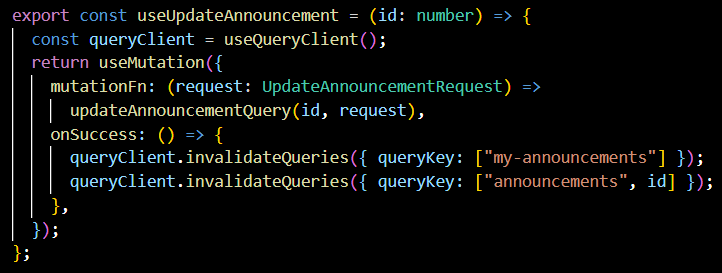 export const useUpdateAnnouncement = (id: number) => {
  const queryClient = useQueryClient();
  return useMutation({
    mutationFn: (request: UpdateAnnouncementRequest) =>
      updateAnnouncementQuery(id, request),
    onSuccess: () => {
      queryClient.invalidateQueries({ queryKey: ["my-announcements"] });
      queryClient.invalidateQueries({ queryKey: ["announcements", id] });
    },
  });
};